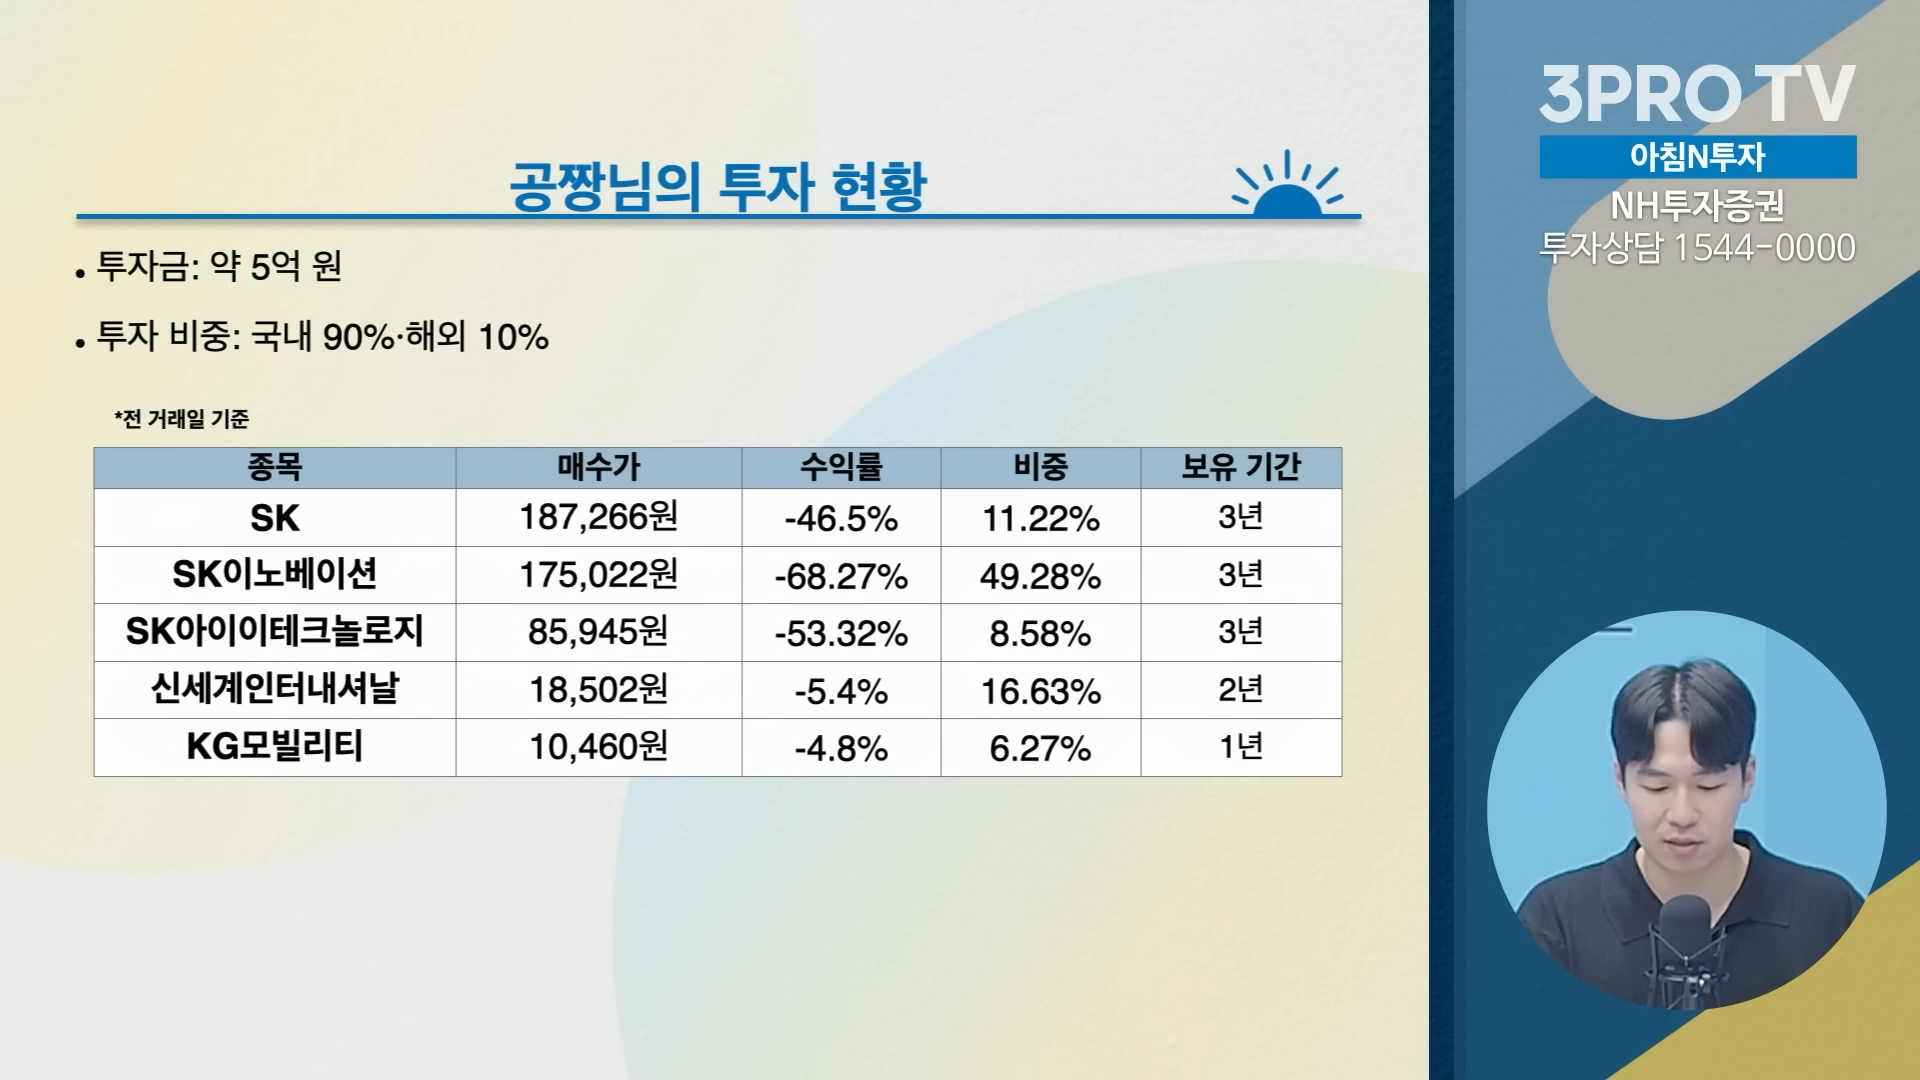 공짱님의 투자 현황
• 투자금: 약 5억 원
• 투자 비중: 국내 90%·해외 10%
*전 거래일 기준
종목 매수가 수익률 비중 보유 기간
SK 187,266원 -46.5% 11.22% 3년
SK이노베이션 175,022원 -68.27% 49.28% 3년
SK아이이테크놀로지 85,945원 -53.32% 8.58% 3년
신세계인터내셔날 18,502원 -5.4% 16.63% 2년
KG모빌리티 10,460원 -4.8% 6.27% 1년
3PRO TV
아침N투자
NH투자증권
투자상담 1544-0000